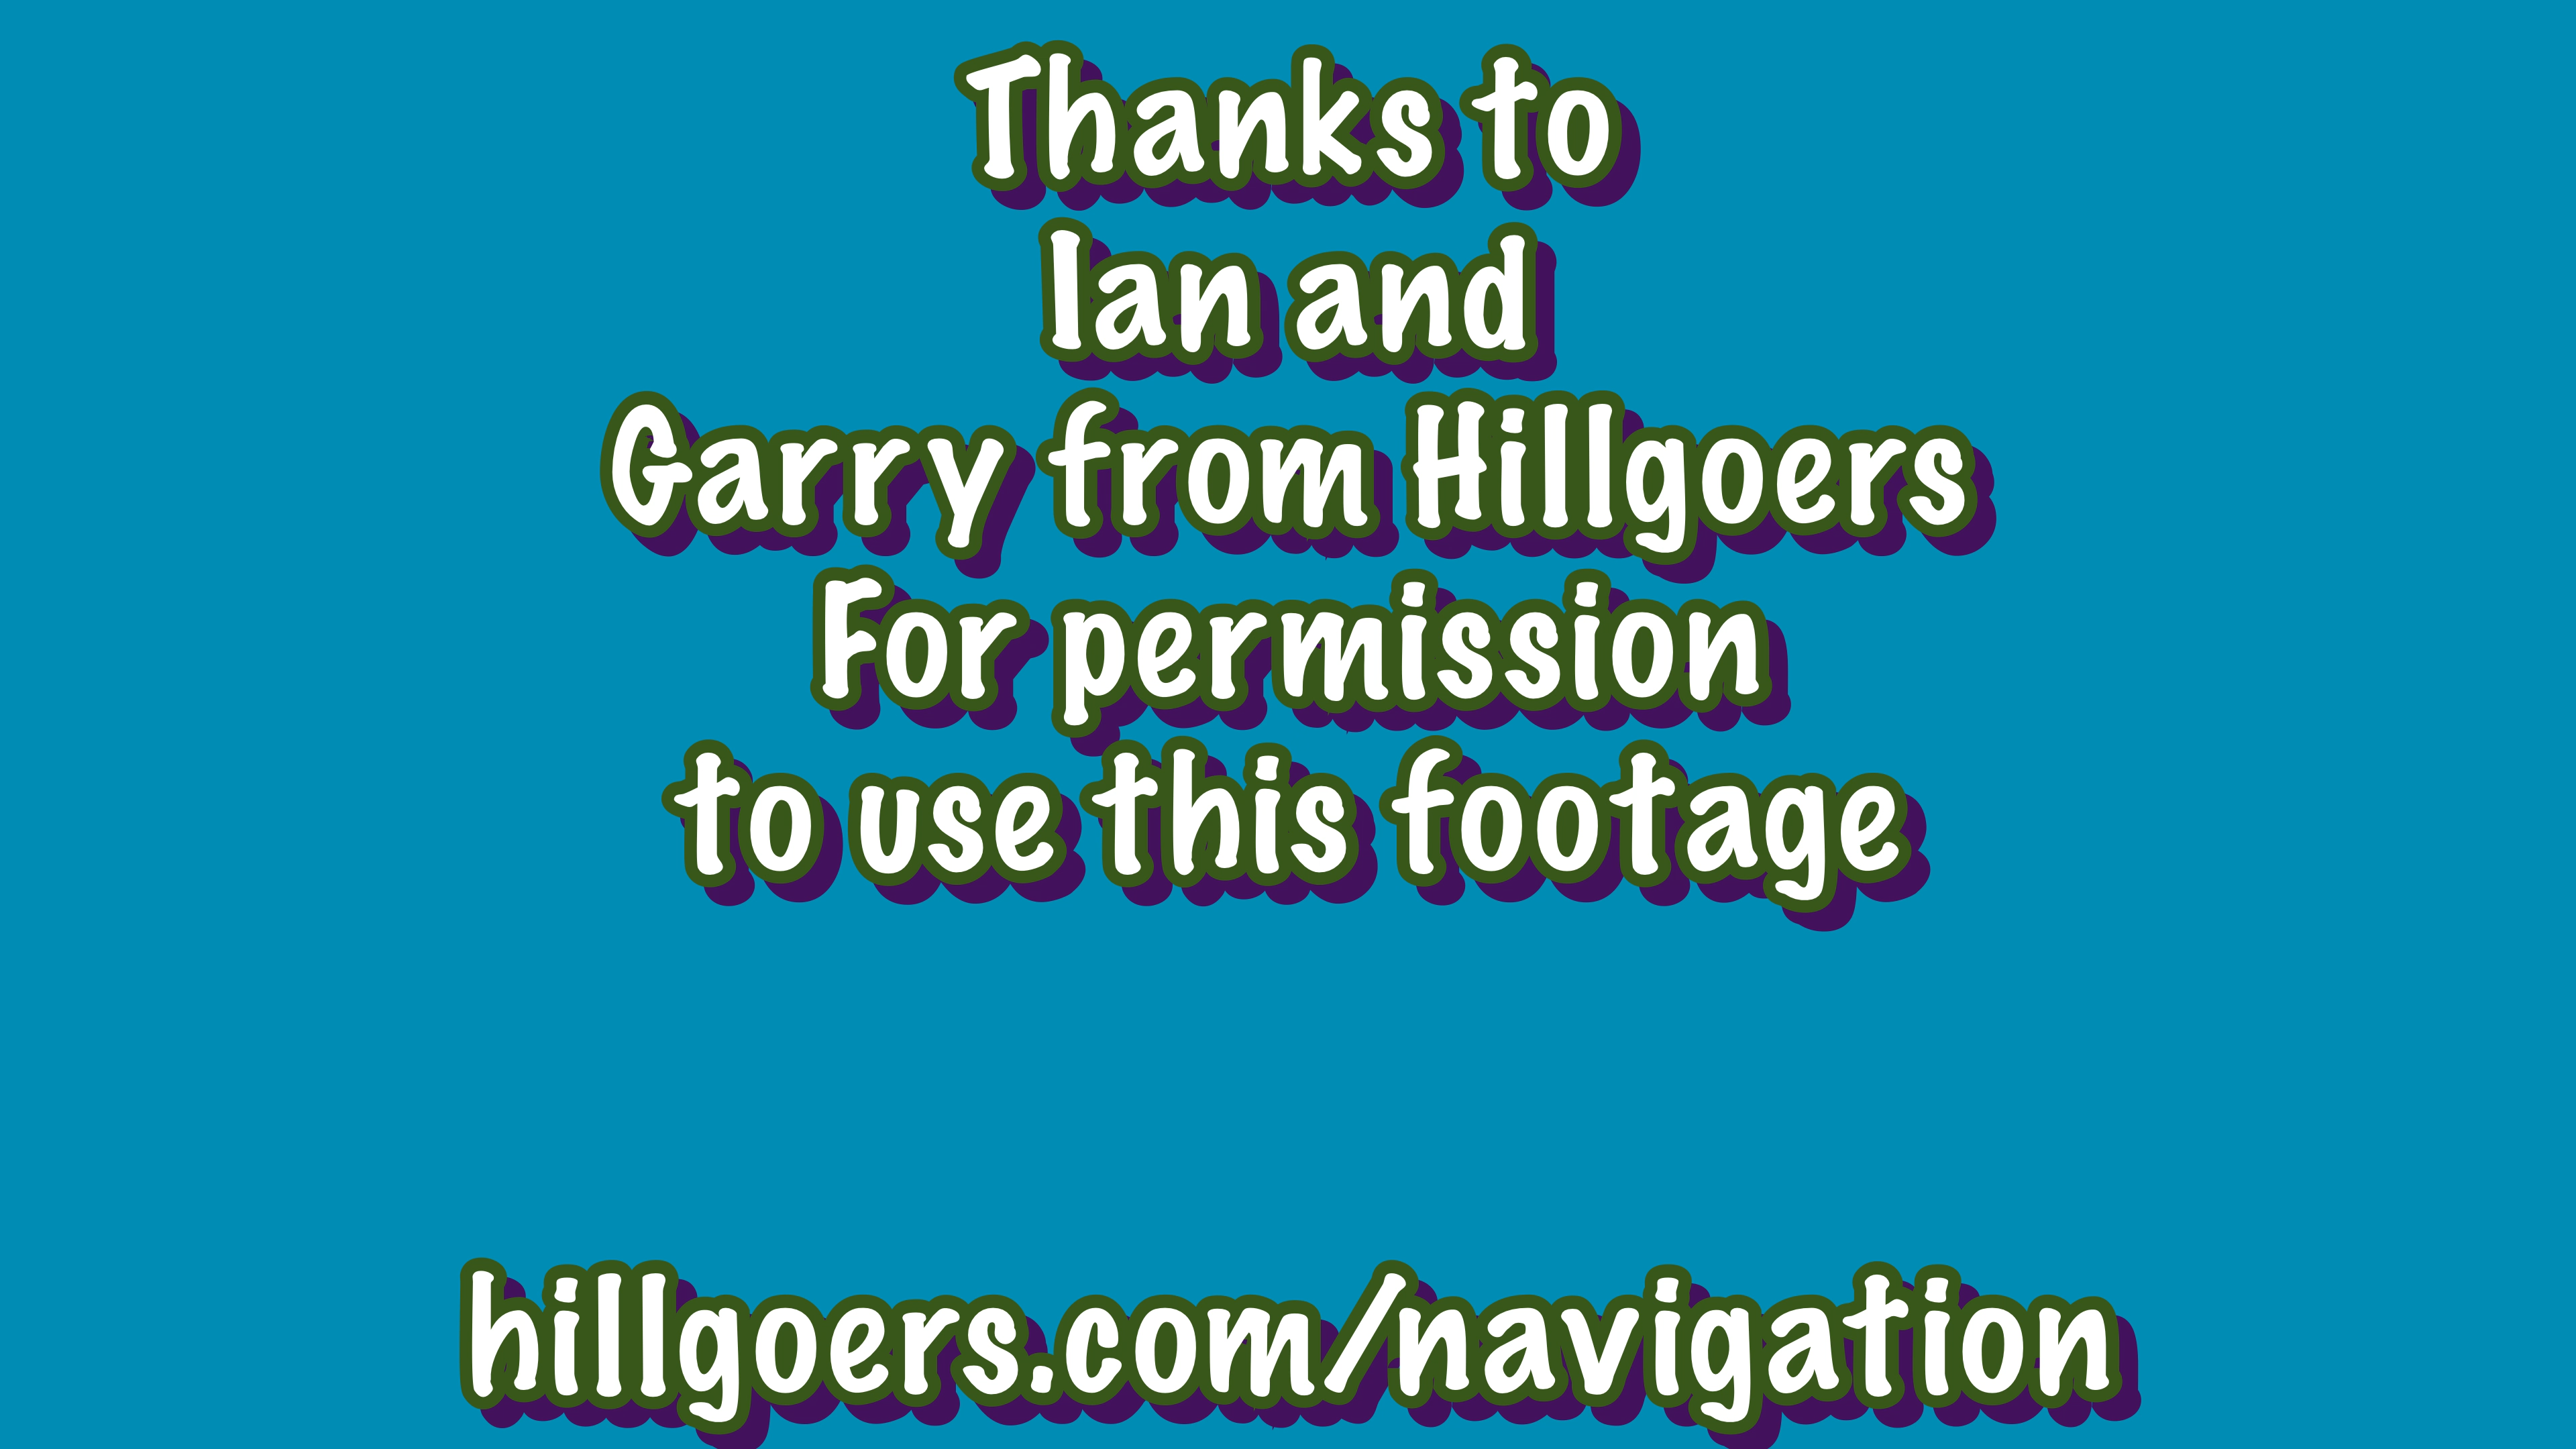 Thanks to
Ian and
Garry from Hillgoers
For permission
to use this footage
hillgoers.com/navigation